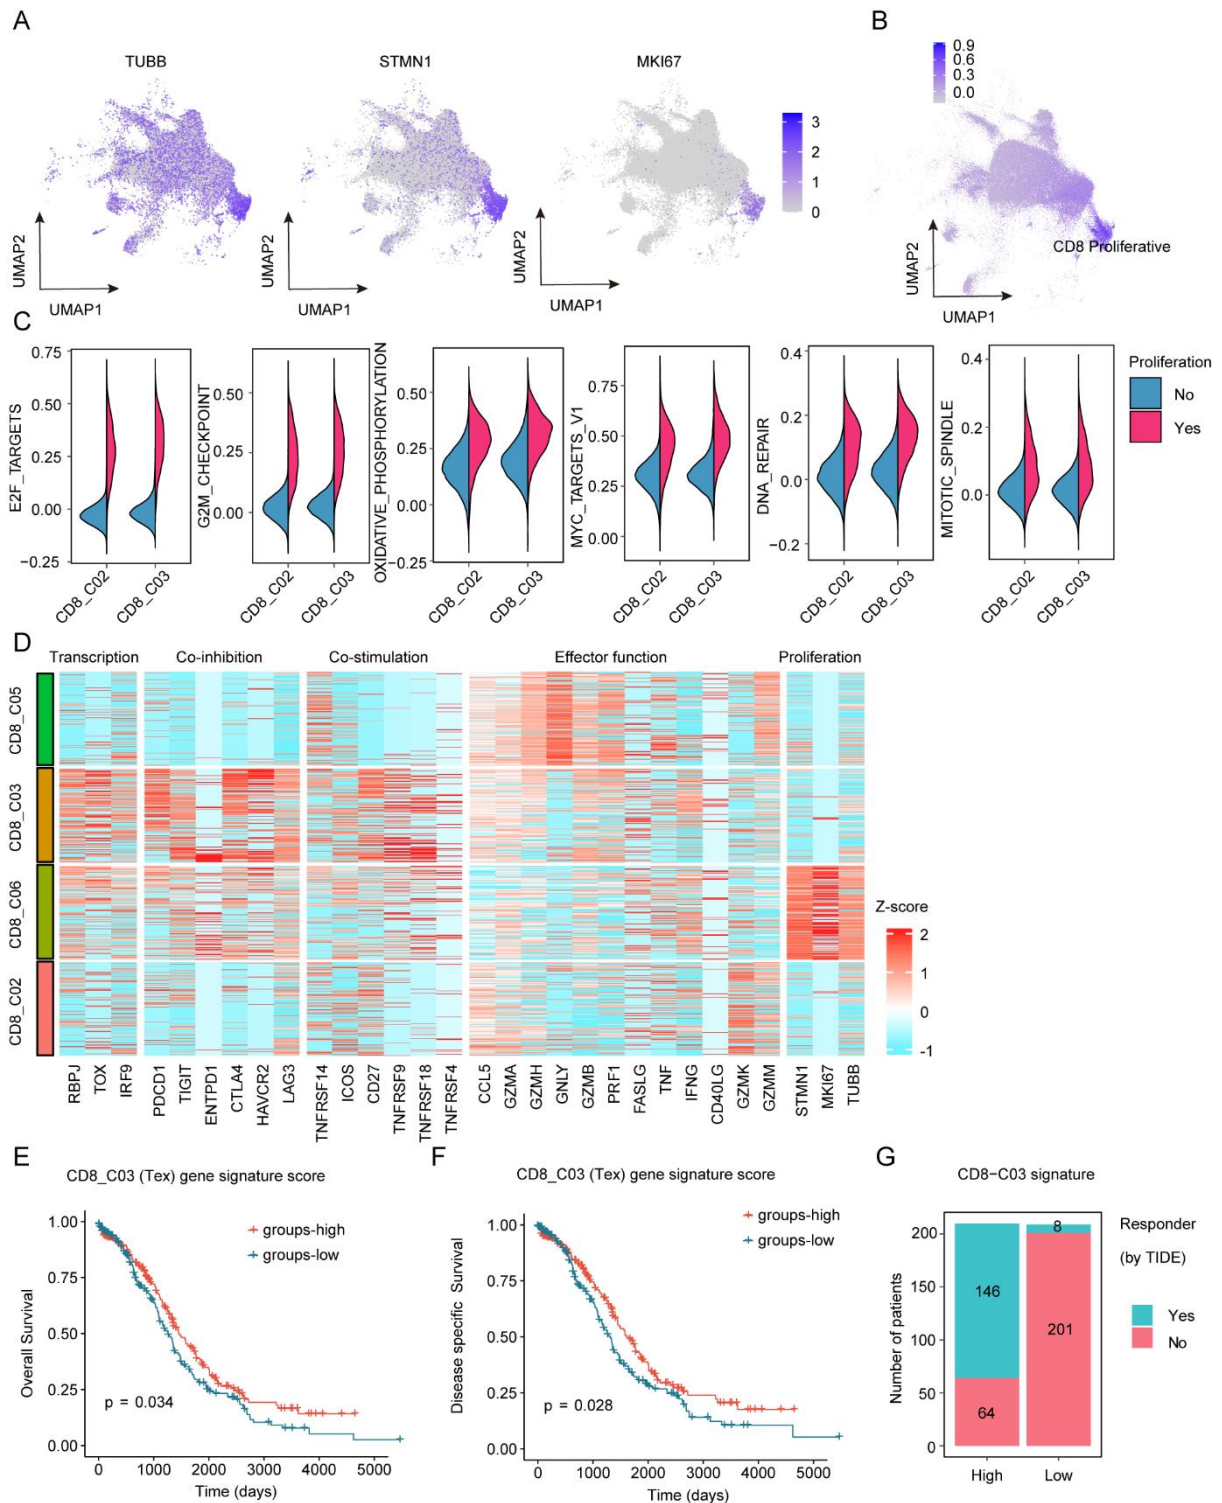 A
B
TUBB
STMN1
MKI67
3
2
1
0
0.9
0.6
0.3
0.0
CD8 Proliferative
UMAP2
UMAP1
UMAP2
UMAP1
UMAP2
UMAP1
UMAP2
UMAP1
C
E2F_TARGETS
0.75
0.50
0.25
0.00
−0.25
CD8_C02
CD8_C03
G2M_CHECKPOINT
0.50
0.25
0.00
CD8_C02
CD8_C03
OXIDATIVE_PHOSPHORYLATION
0.50
0.25
0.00
−0.25
CD8_C02
CD8_C03
MYC_TARGETS_V1
0.75
0.50
0.25
0.00
CD8_C02
CD8_C03
DNA_REPAIR
0.4
0.2
0.0
−0.2
CD8_C02
CD8_C03
MITOTIC_SPINDLE
0.4
0.2
0.0
CD8_C02
CD8_C03
Proliferation
No
Yes
D
Transcription
Co-inhibition
Co-stimulation
Effector function
Proliferation
CD8_C05
CD8_C03
CD8_C06
CD8_C02
RBPJ
TOX
IRF9
PDCD1
TIGIT
ENTPD1
CTLA4
HAVCR2
LAG3
TNFRSF14
ICOS
CD27
TNFRSF9
TNFRSF18
TNFRSF4
CCL5
GZMA
GZMH
GNLY
GZMB
PRF1
FASLG
TNF
IFNG
CD40LG
GZMK
GZMM
STMN1
MKI67
TUBB
Z-score
2
1
0
-1
E
CD8_C03 (Tex) gene signature score
groups-high
groups-low
Overall Survival
1.00
0.75
0.50
0.25
0.00
p = 0.034
0
1000
2000
3000
4000
5000
Time (days)
F
CD8_C03 (Tex) gene signature score
groups-high
groups-low
Disease specific Survival
1.00
0.75
0.50
0.25
0.00
p = 0.028
0
1000
2000
3000
4000
5000
Time (days)
G
CD8−C03 signature
Number of patients
200
150
100
50
0
146
64
8
201
High
Low
Responder
(by TIDE)
Yes
No